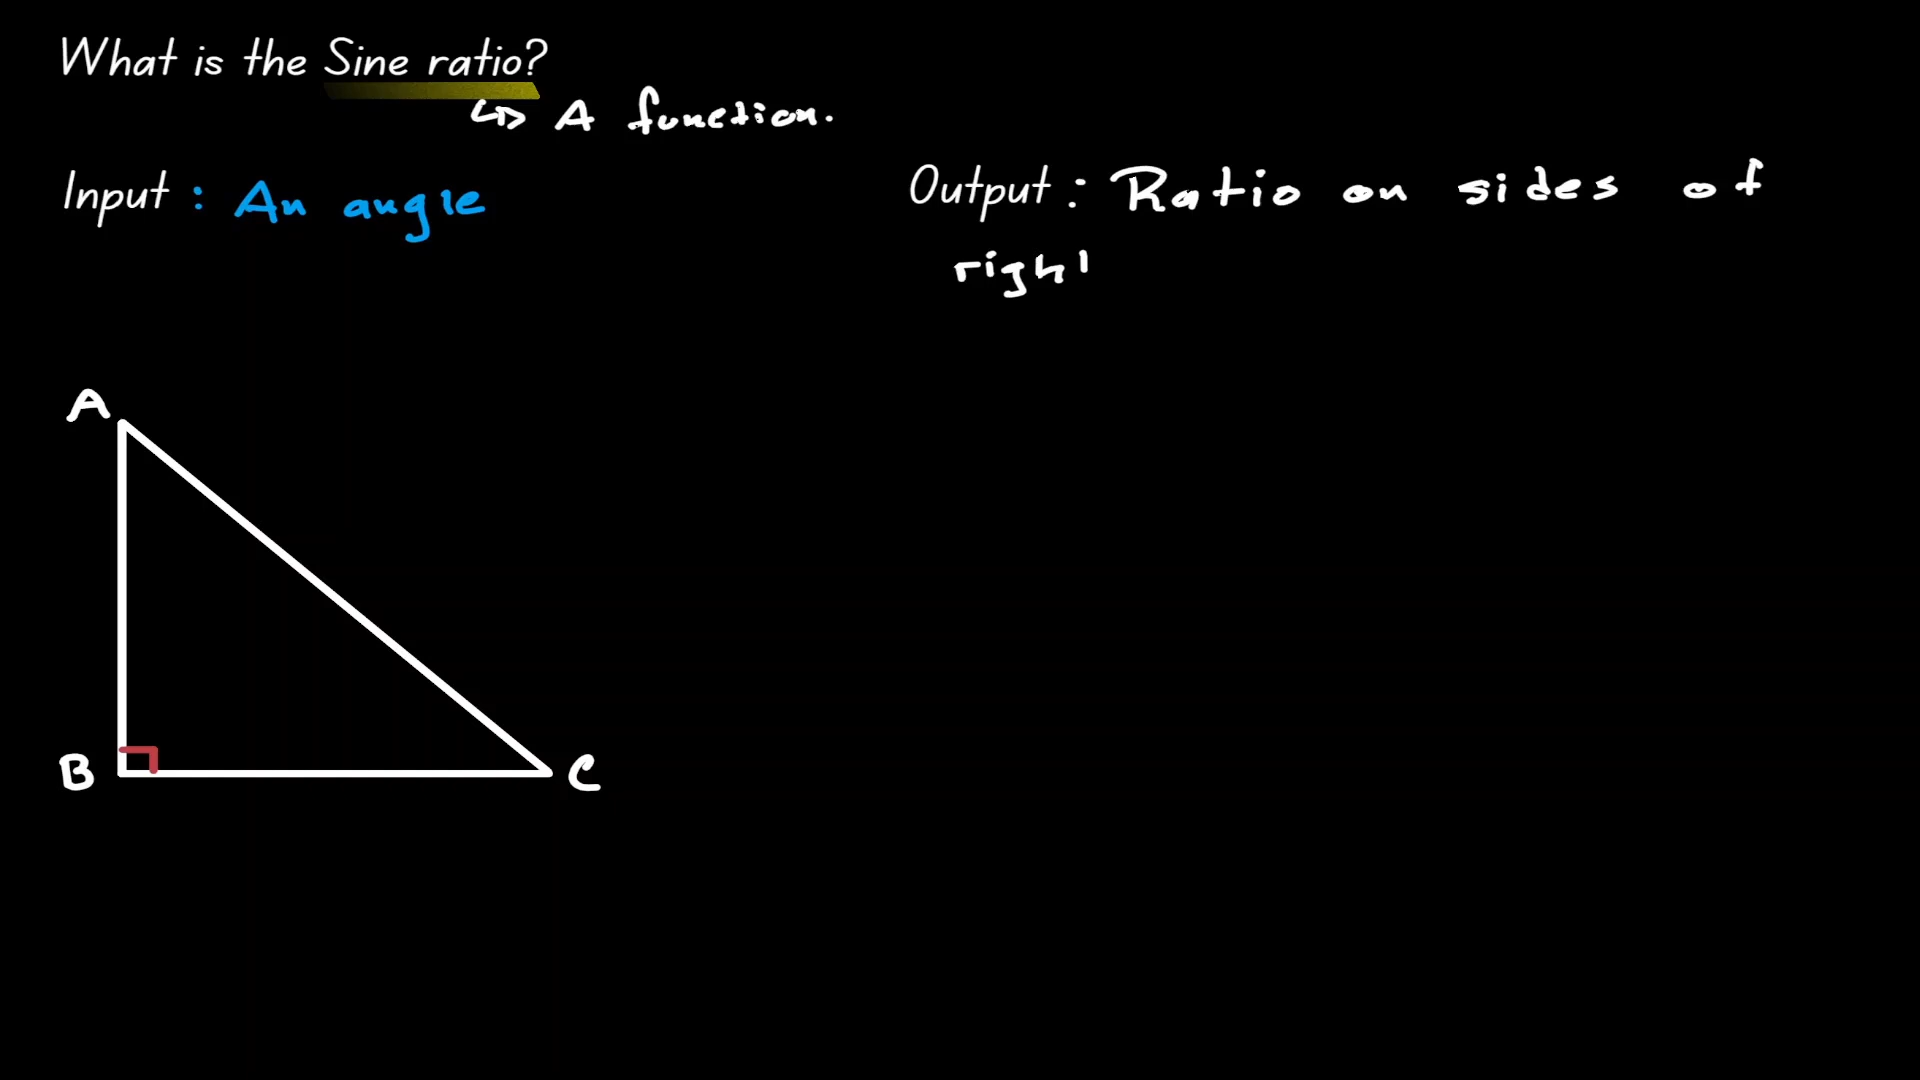 What is the Sine ratio?
↳ A function.
Input : An angle
Output : Ratio on sides of
righ
A
B
C